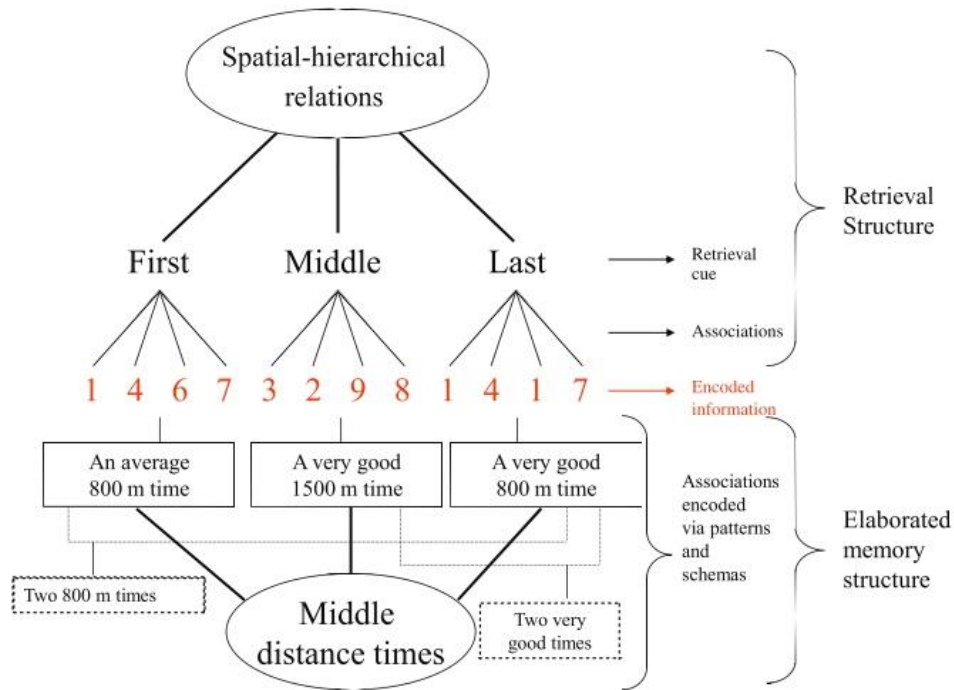 Spatial-hierarchical
relations
First Middle Last
Retrieval
cue
Associations
Retrieval
Structure
1 4 6 7 3 2 9 8 1 4 1 7
Encoded
information
An average
800 m time
A very good
1500 m time
A very good
800 m time
Two 800 m times
Middle
distance times
Two very
good times
Associations
encoded
via patterns
and
schemas
Elaborated
memory
structure